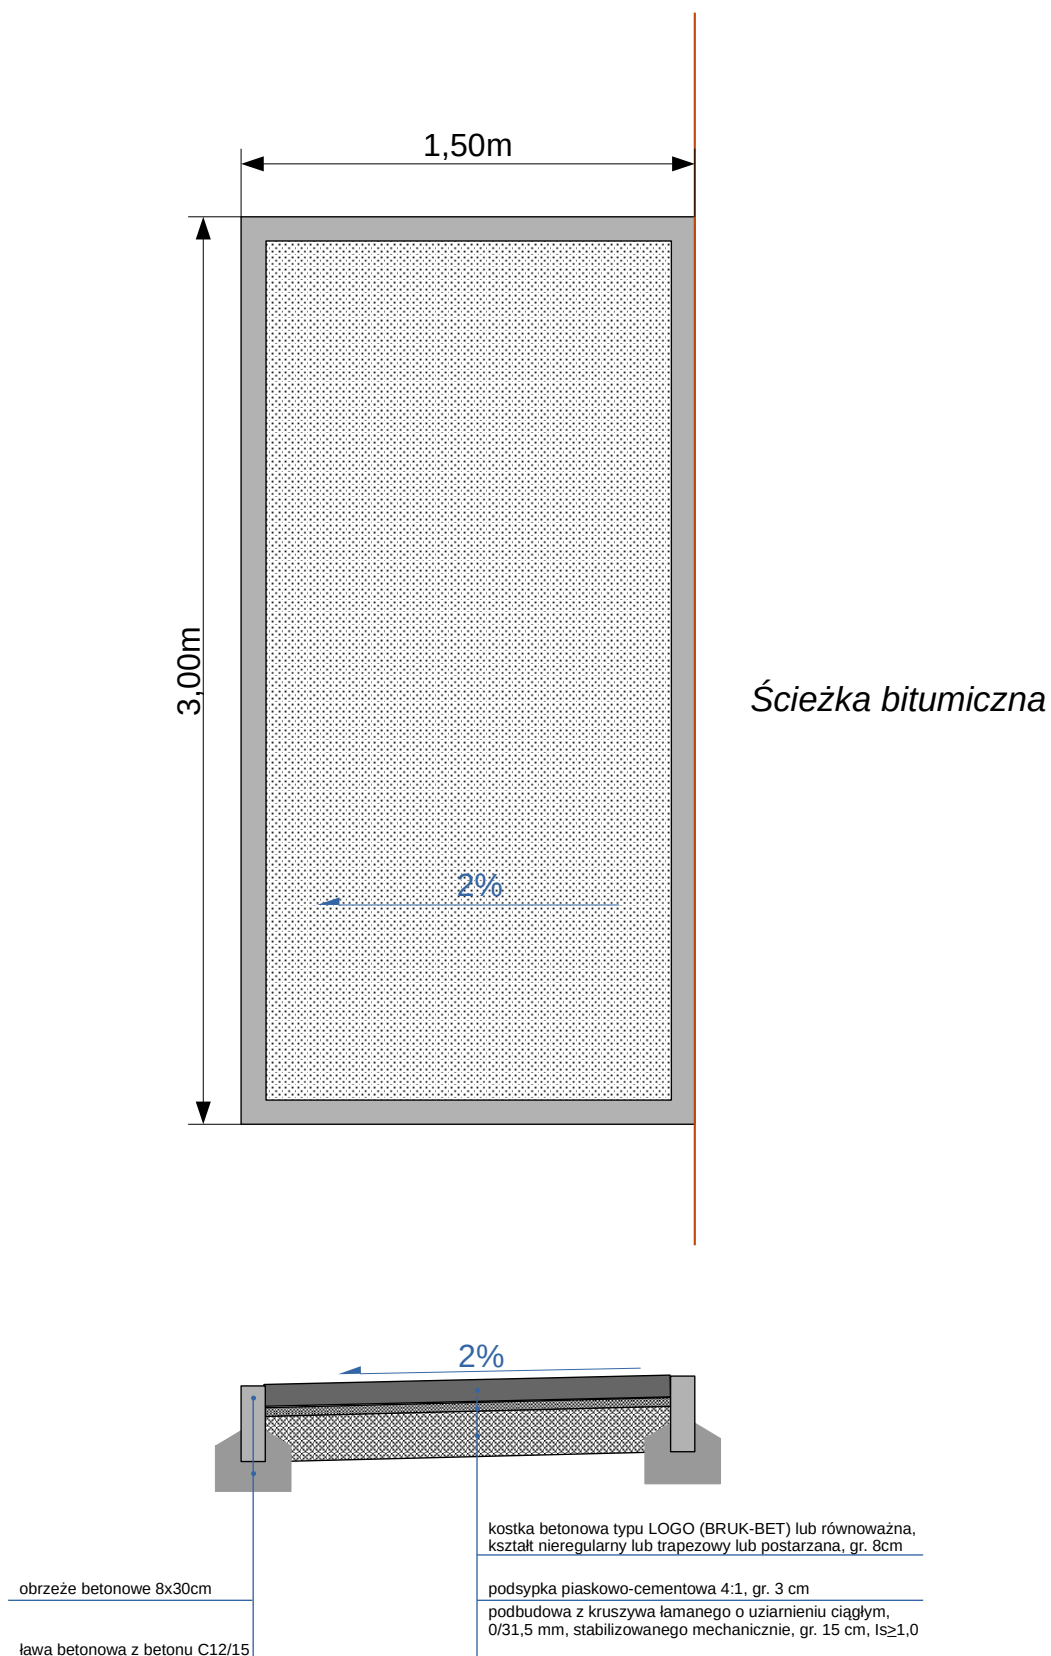 1,50m
3,00m
Ścieżka bitumiczna
2%
2%
kostka betonowa typu LOGO (BRUK-BET) lub równoważna,
kształt nieregularny lub trapezowy lub postarzana, gr. 8cm
obrzeże betonowe 8x30cm
podsypka piaskowo-cementowa 4:1, gr. 3 cm
podbudowa z kruszywa łamanego o uziarnieniu ciągłym,
0/31,5 mm, stabilizowanego mechanicznie, gr. 15 cm, Is≥1,0
ława betonowa z betonu C12/15